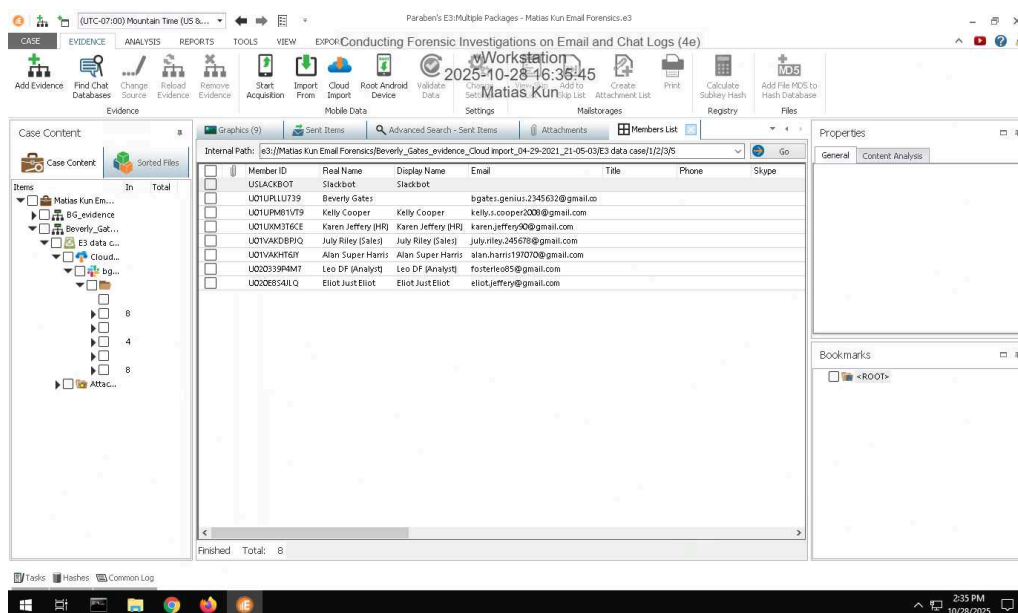 (UTC-07:00) Mountain Time (US &...
Paraben's E3:Multiple Packages - Matias Kun Email Forensics.e3
CASE EVIDENCE ANALYSIS REPORTS TOOLS VIEW EXPOR
Conducting Forensic Investigations on Email and Chat Logs (4e)
vWorkstation
2025-10-28 16:35:45
Matias Kun
Add Evidence
Find Chat Databases
Change Source
Reload Evidence
Remove Evidence
Start Acquisition
Import From
Cloud Import
Root Android Device
Validate Data
Add to Skip List
Create Attachment List
Print
Calculate Subkey Hash
MD5
Add File MD5 to Hash Database
Evidence Mobile Data Settings Mailstorages Registry Files
Case Content
Case Content Sorted Files
Items In Total
Matias Kun Em...
BG_evidence
Beverly_Gat...
E3 data c...
Cloud...
bg...
8
4
8
Attac...
Graphics (9) Sent Items Advanced Search - Sent Items Attachments Members List
Internal Path: e3://Matias Kun Email Forensics/Beverly_Gates_evidence_Cloud import_04-29-2021_21-05-03/E3 data case/1/2/3/5 Go
Member ID Real Name Display Name Email Title Phone Skype
USLACKBOT Slackbot Slackbot
U01UPLLU739 Beverly Gates bgates.genius.2345632@gmail.co
U01UPM81VT9 Kelly Cooper Kelly Cooper kelly.s.cooper2008@gmail.com
U01UXM3T6CE Karen Jeffery (HR) Karen Jeffery (HR) karen.jeffery90@gmail.com
U01VAKDBPJQ July Riley (Sales) July Riley (Sales) july.riley.245678@gmail.com
U01VAKHT6JY Alan Super Harris Alan Super Harris alan.harris197070@gmail.com
U020339P4M7 Leo DF (Analyst) Leo DF (Analyst) fosterleo85@gmail.com
U020E8S4JLQ Eliot Just Eliot Eliot Just Eliot eliot.jeffery@gmail.com
Finished Total: 8
Properties
General Content Analysis
Bookmarks
<ROOT>
Tasks Hashes Common Log
2:35 PM
10/28/2025